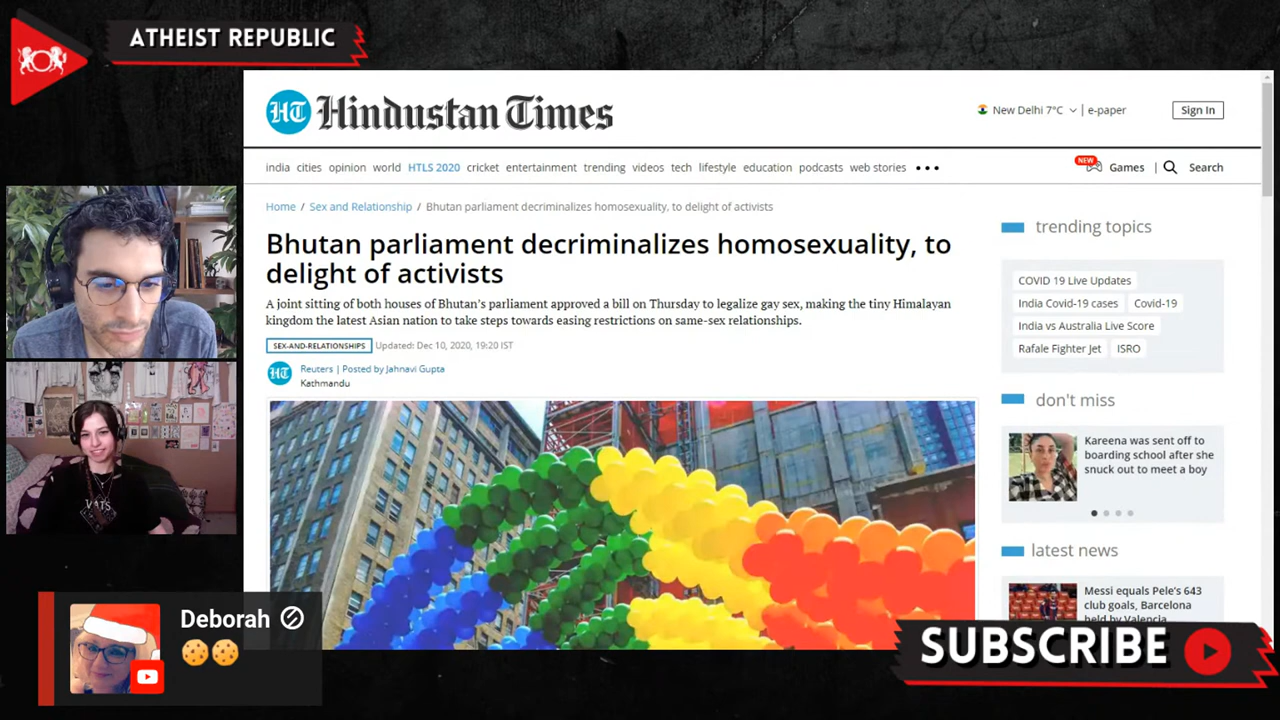 ATHEIST REPUBLIC
HT Hindustan Times
New Delhi 7°C | e-paper
Sign In
india cities opinion world HTLS 2020 cricket entertainment trending videos tech lifestyle education podcasts web stories
NEW Games | Search
Home / Sex and Relationship / Bhutan parliament decriminalizes homosexuality, to delight of activists
Bhutan parliament decriminalizes homosexuality, to
delight of activists
A joint sitting of both houses of Bhutan's parliament approved a bill on Thursday to legalize gay sex, making the tiny Himalayan
kingdom the latest Asian nation to take steps towards easing restrictions on same-sex relationships.
SEX-AND-RELATIONSHIPS Updated: Dec 10, 2020, 19:20 IST
HT Reuters | Posted by Jahnavi Gupta
Kathmandu
trending topics
COVID 19 Live Updates
India Covid-19 cases Covid-19
India vs Australia Live Score
Rafale Fighter Jet ISRO
don't miss
Kareena was sent off to
boarding school after she
snuck out to meet a boy
latest news
Messi equals Pele's 643
club goals, Barcelona
held by Valencia
Deborah
SUBSCRIBE